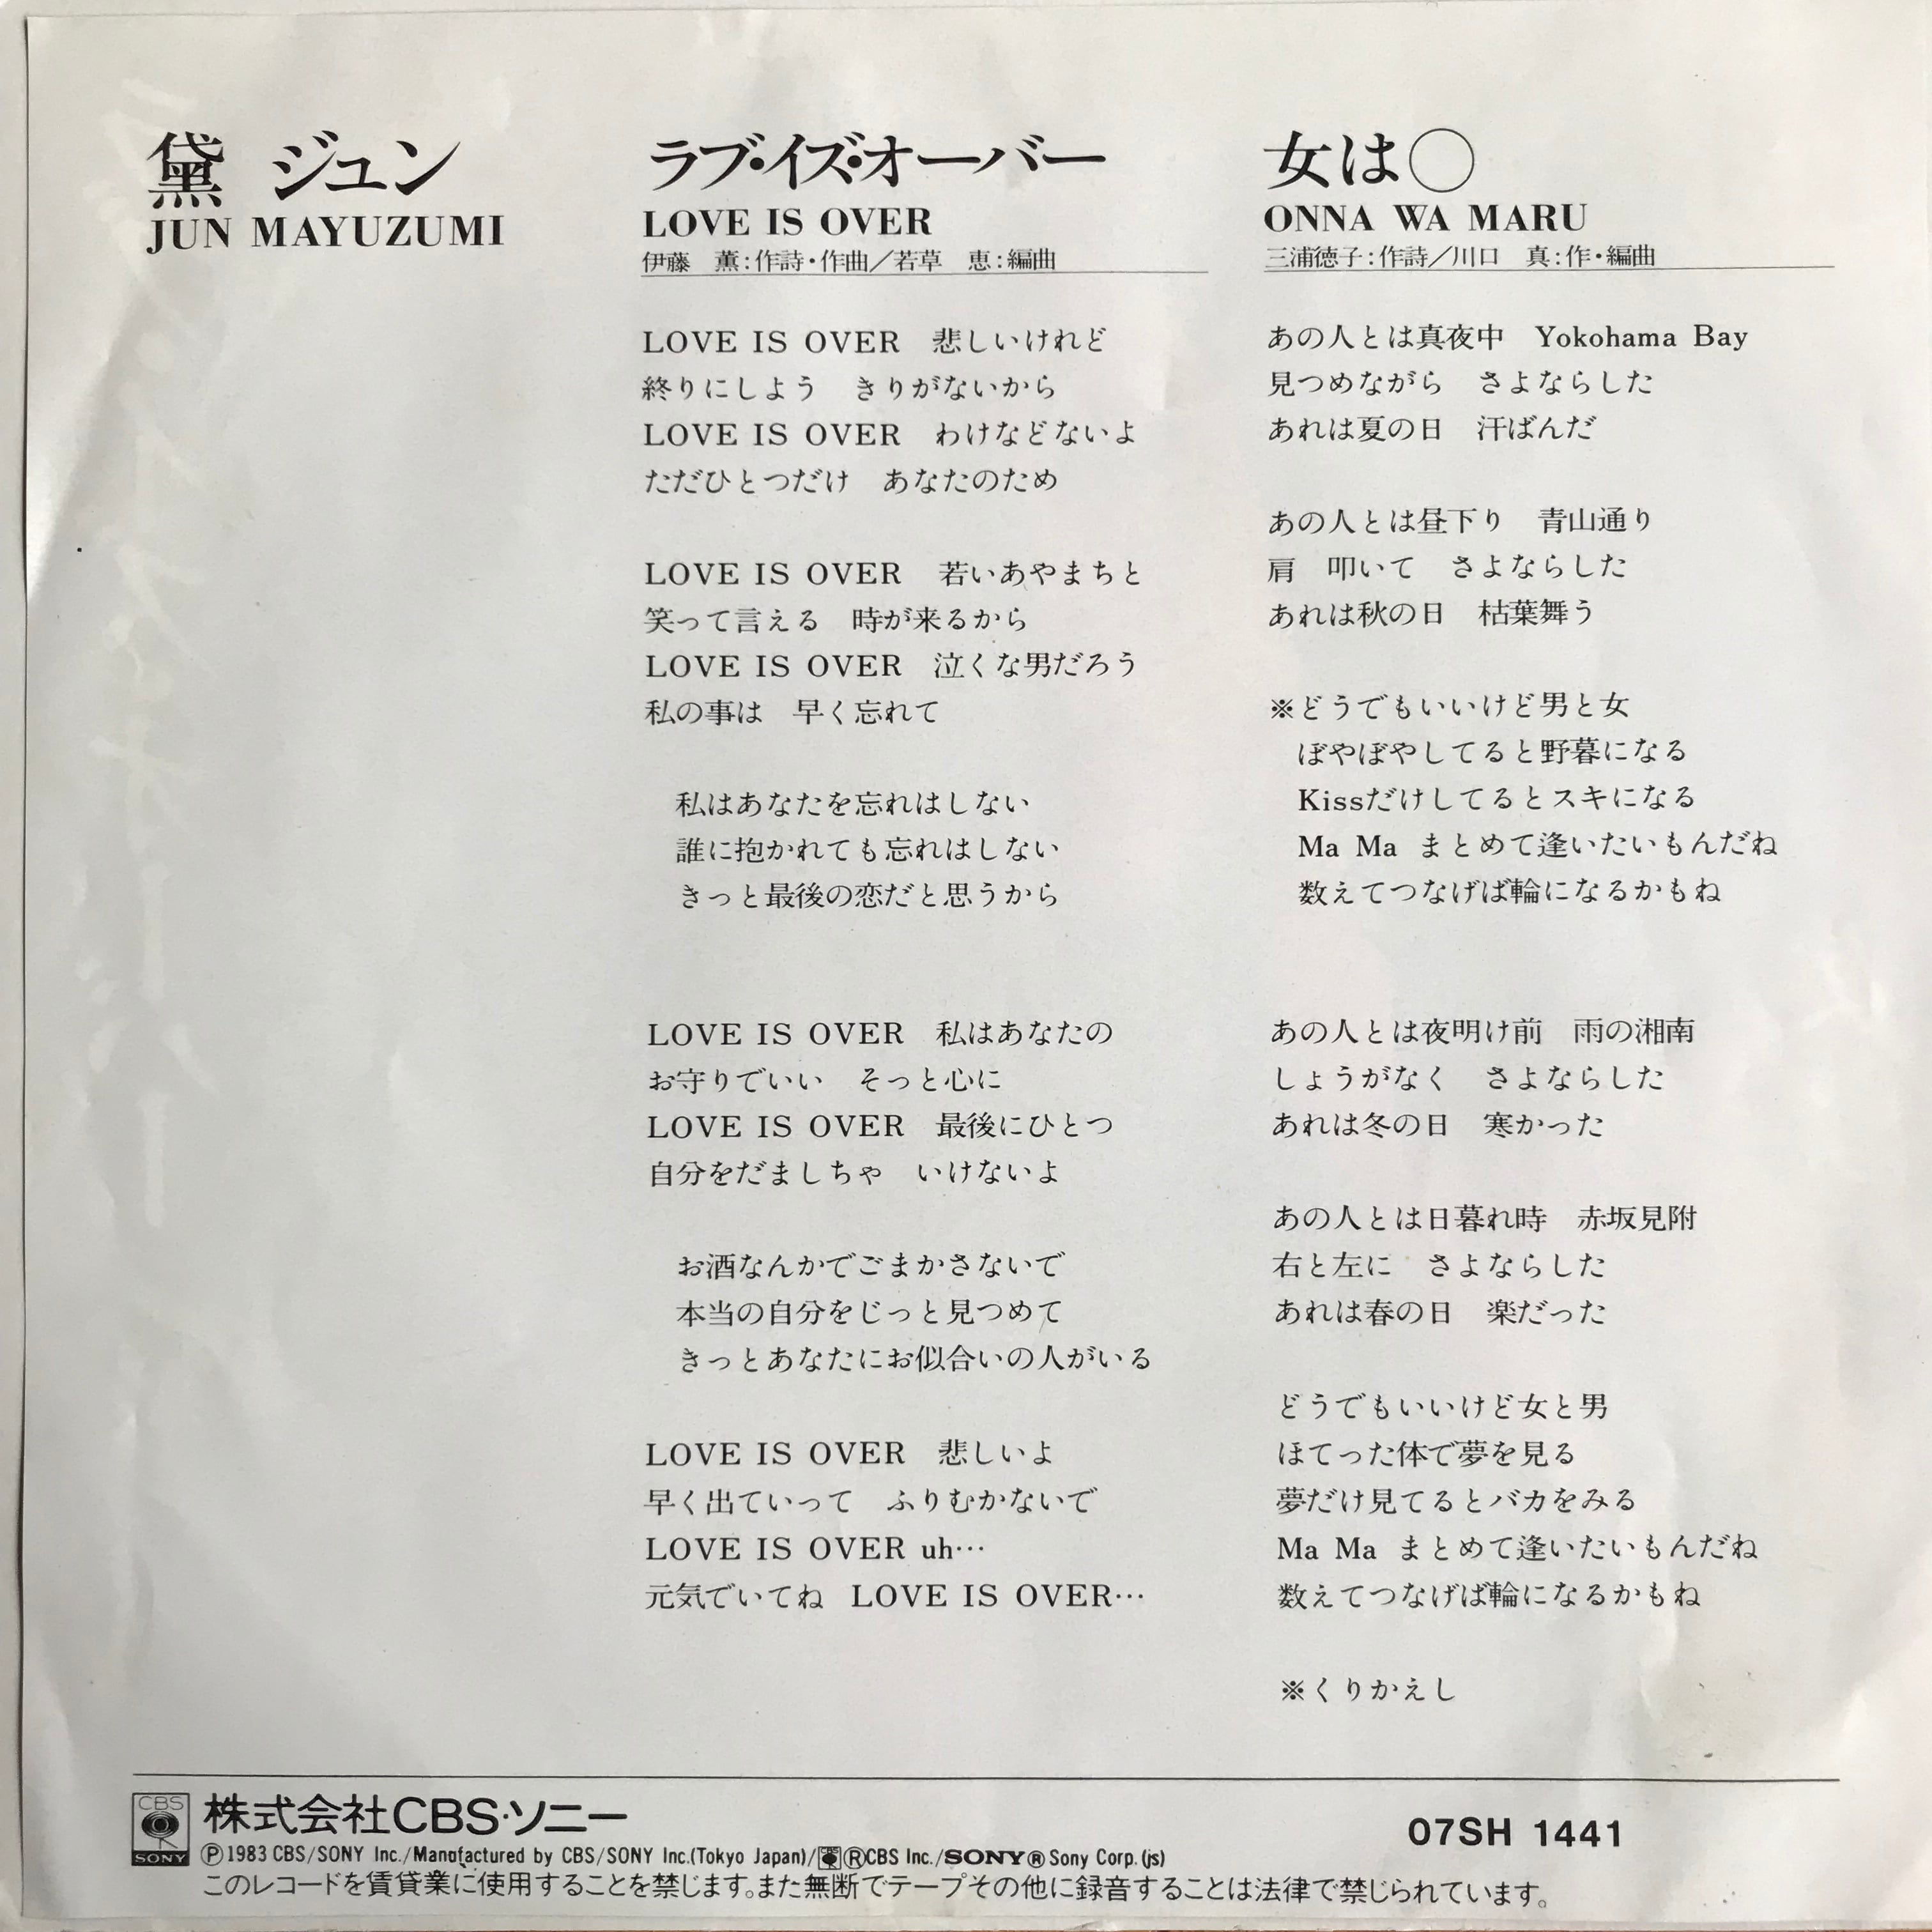 黛 ジュン
JUN MAYUZUMI
ラブ・イズ・オーバー
LOVE IS OVER
伊藤 薫:作詩・作曲／若草 恵:編曲
LOVE IS OVER 悲しいけれど
終りにしよう きりがないから
LOVE IS OVER わけなどないよ
ただひとつだけ あなたのため
LOVE IS OVER 若いあやまちと
笑って言える 時が来るから
LOVE IS OVER 泣くな男だろう
私の事は 早く忘れて
私はあなたを忘れはしない
誰に抱かれても忘れはしない
きっと最後の恋だと思うから
LOVE IS OVER 私はあなたの
お守りでいい そっと心に
LOVE IS OVER 最後にひとつ
自分をだましちゃ いけないよ
お酒なんかでごまかさないで
本当の自分をじっと見つめて
きっとあなたにお似合いの人がいる
LOVE IS OVER 悲しいよ
早く出ていって ふりむかないで
LOVE IS OVER uh…
元気でいてね LOVE IS OVER…
女は○
ONNA WA MARU
三浦徳子:作詩／川口 真:作・編曲
あの人とは真夜中 Yokohama Bay
見つめながら さよならした
あれは夏の日 汗ばんだ
あの人とは昼下り 青山通り
肩 叩いて さよならした
あれは秋の日 枯葉舞う
※どうでもいいけど男と女
ぼやぼやしてると野暮になる
Kissだけしてるとスキになる
Ma Ma まとめて逢いたいもんだね
数えてつなげば輪になるかもね
あの人とは夜明け前 雨の湘南
しょうがなく さよならした
あれは冬の日 寒かった
あの人とは日暮れ時 赤坂見附
右と左に さよならした
あれは春の日 楽だった
どうでもいいけど女と男
ほてった体で夢を見る
夢だけ見てるとバカをみる
Ma Ma まとめて逢いたいもんだね
数えてつなげば輪になるかもね
※くりかえし
CBS
SONY
株式会社CBS・ソニー
Ⓟ1983 CBS/SONY Inc./Manufactured by CBS/SONY Inc.(Tokyo Japan)/ⓇCBS Inc./SONY®Sony Corp.(js)
このレコードを賃貸業に使用することを禁じます。また無断でテープその他に録音することは法律で禁じられています。
07SH 1441